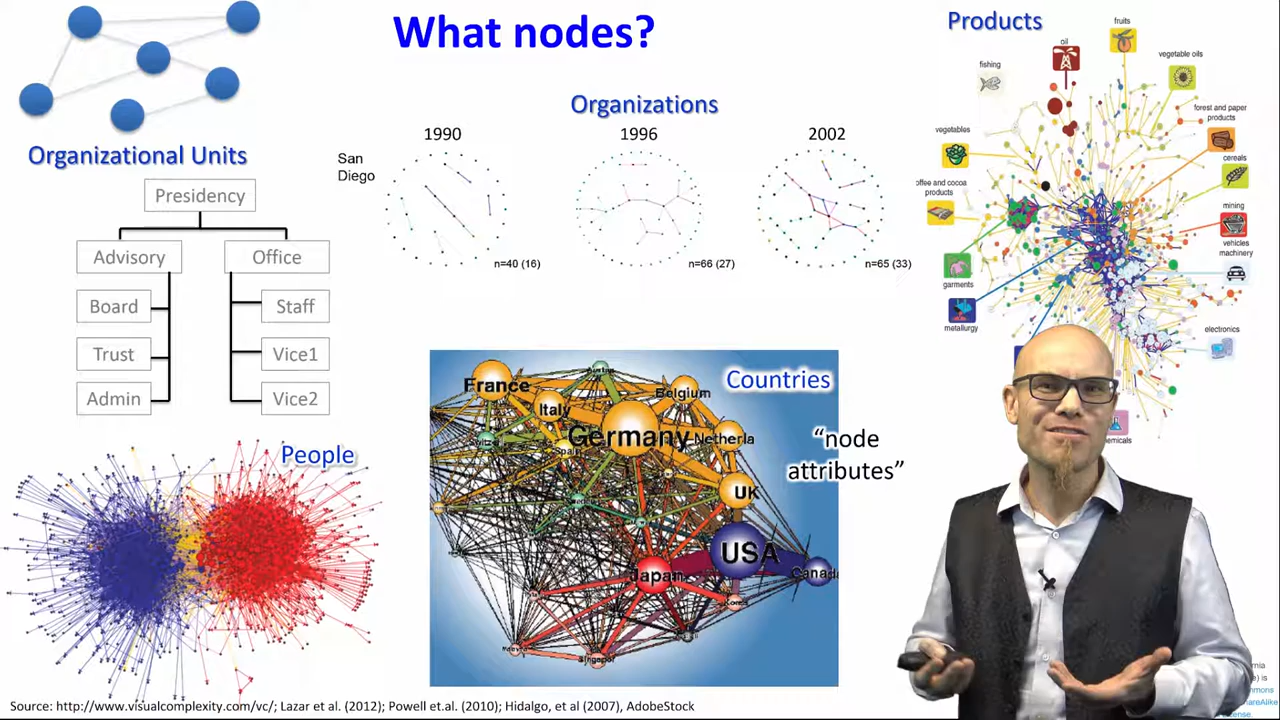 What nodes?
Products
Organizations
1990
1996
2002
San
Diego
n=40 (16)
n=66 (27)
n=65 (33)
Organizational Units
Presidency
Advisory
Office
Board
Staff
Trust
Vice1
Admin
Vice2
People
Countries
France
Austria
Belgium
Italy
Germany
Netherla
UK
USA
Japan
Canada
Singapor
"node
attributes"
fruits
oil
vegetable oils
fishing
forest and paper
products
vegetables
cereals
offee and cocoa
products
mining
vehicles
machinery
garments
metallurgy
electronics
emicals
Source: http://www.visualcomplexity.com/vc/; Lazar et al. (2012); Powell et.al. (2010); Hidalgo, et.al (2007), AdobeStock